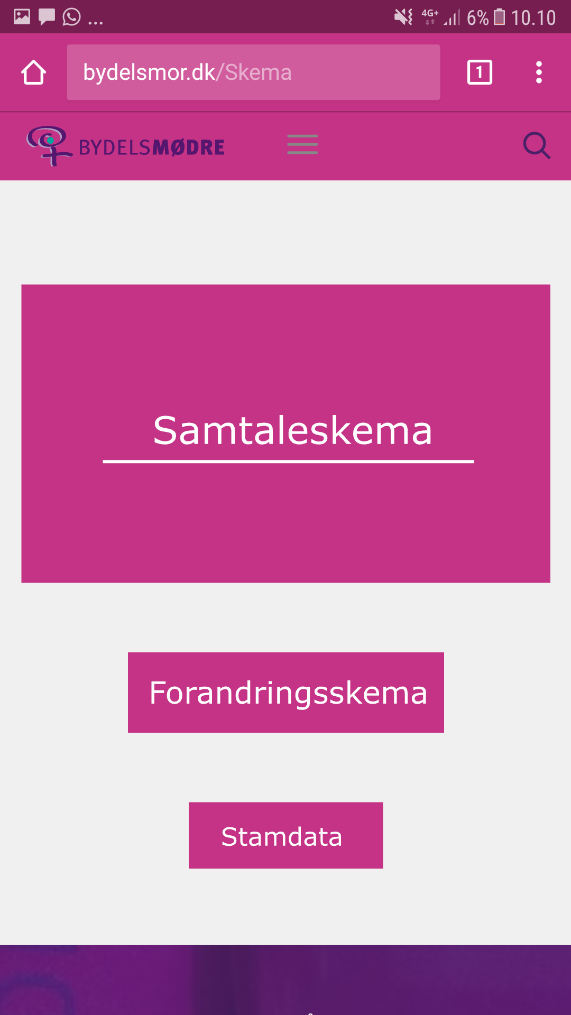 ... 4G+ 6% 10.10
bydelsmor.dk/Skema 1
BYDELSMØDRE
Samtaleskema
Forandringsskema
Stamdata